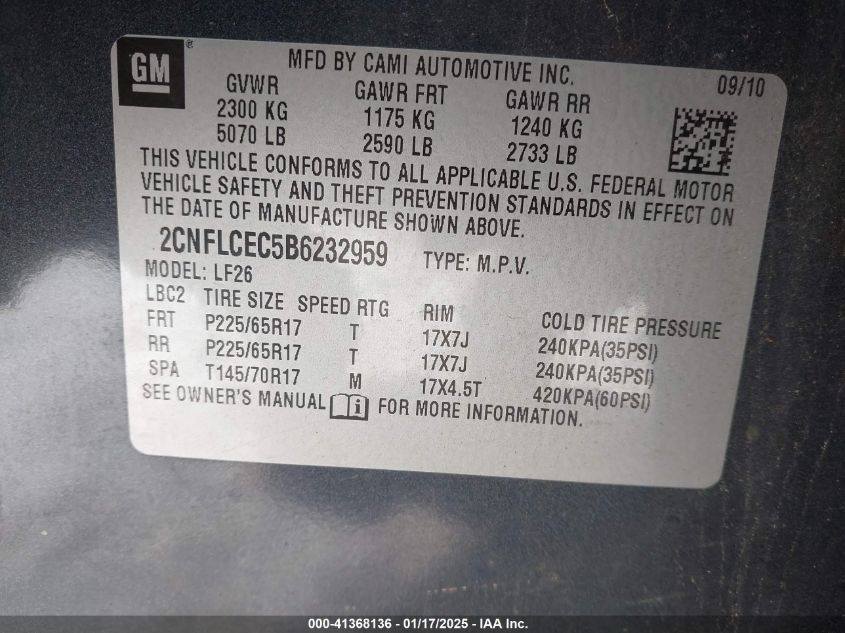 GM®
MFD BY CAMI AUTOMOTIVE INC.
09/10
GVWR GAWR FRT GAWR RR
2300 KG 1175 KG 1240 KG
5070 LB 2590 LB 2733 LB
THIS VEHICLE CONFORMS TO ALL APPLICABLE U.S. FEDERAL MOTOR
VEHICLE SAFETY AND THEFT PREVENTION STANDARDS IN EFFECT ON
THE DATE OF MANUFACTURE SHOWN ABOVE.
2CNFLCEC5B6232959 TYPE: M.P.V.
MODEL: LF26
LBC2 TIRE SIZE SPEED RTG RIM COLD TIRE PRESSURE
FRT P225/65R17 T 17X7J 240KPA(35PSI)
RR P225/65R17 T 17X7J 240KPA(35PSI)
SPA T145/70R17 M 17X4.5T 420KPA(60PSI)
SEE OWNER'S MANUAL i FOR MORE INFORMATION.
000-41368136 - 01/17/2025 - IAA Inc.